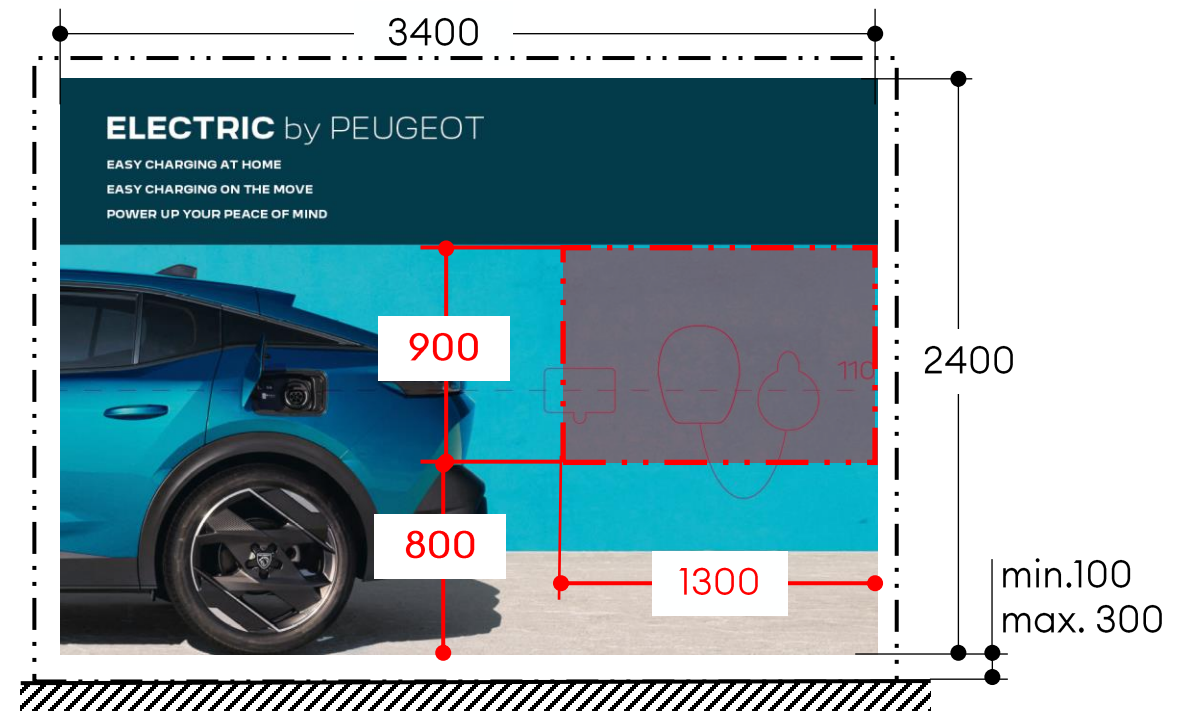 3400
ELECTRIC by PEUGEOT
EASY CHARGING AT HOME
EASY CHARGING ON THE MOVE
POWER UP YOUR PEACE OF MIND
900
110
2400
800
1300
min.100
max. 300